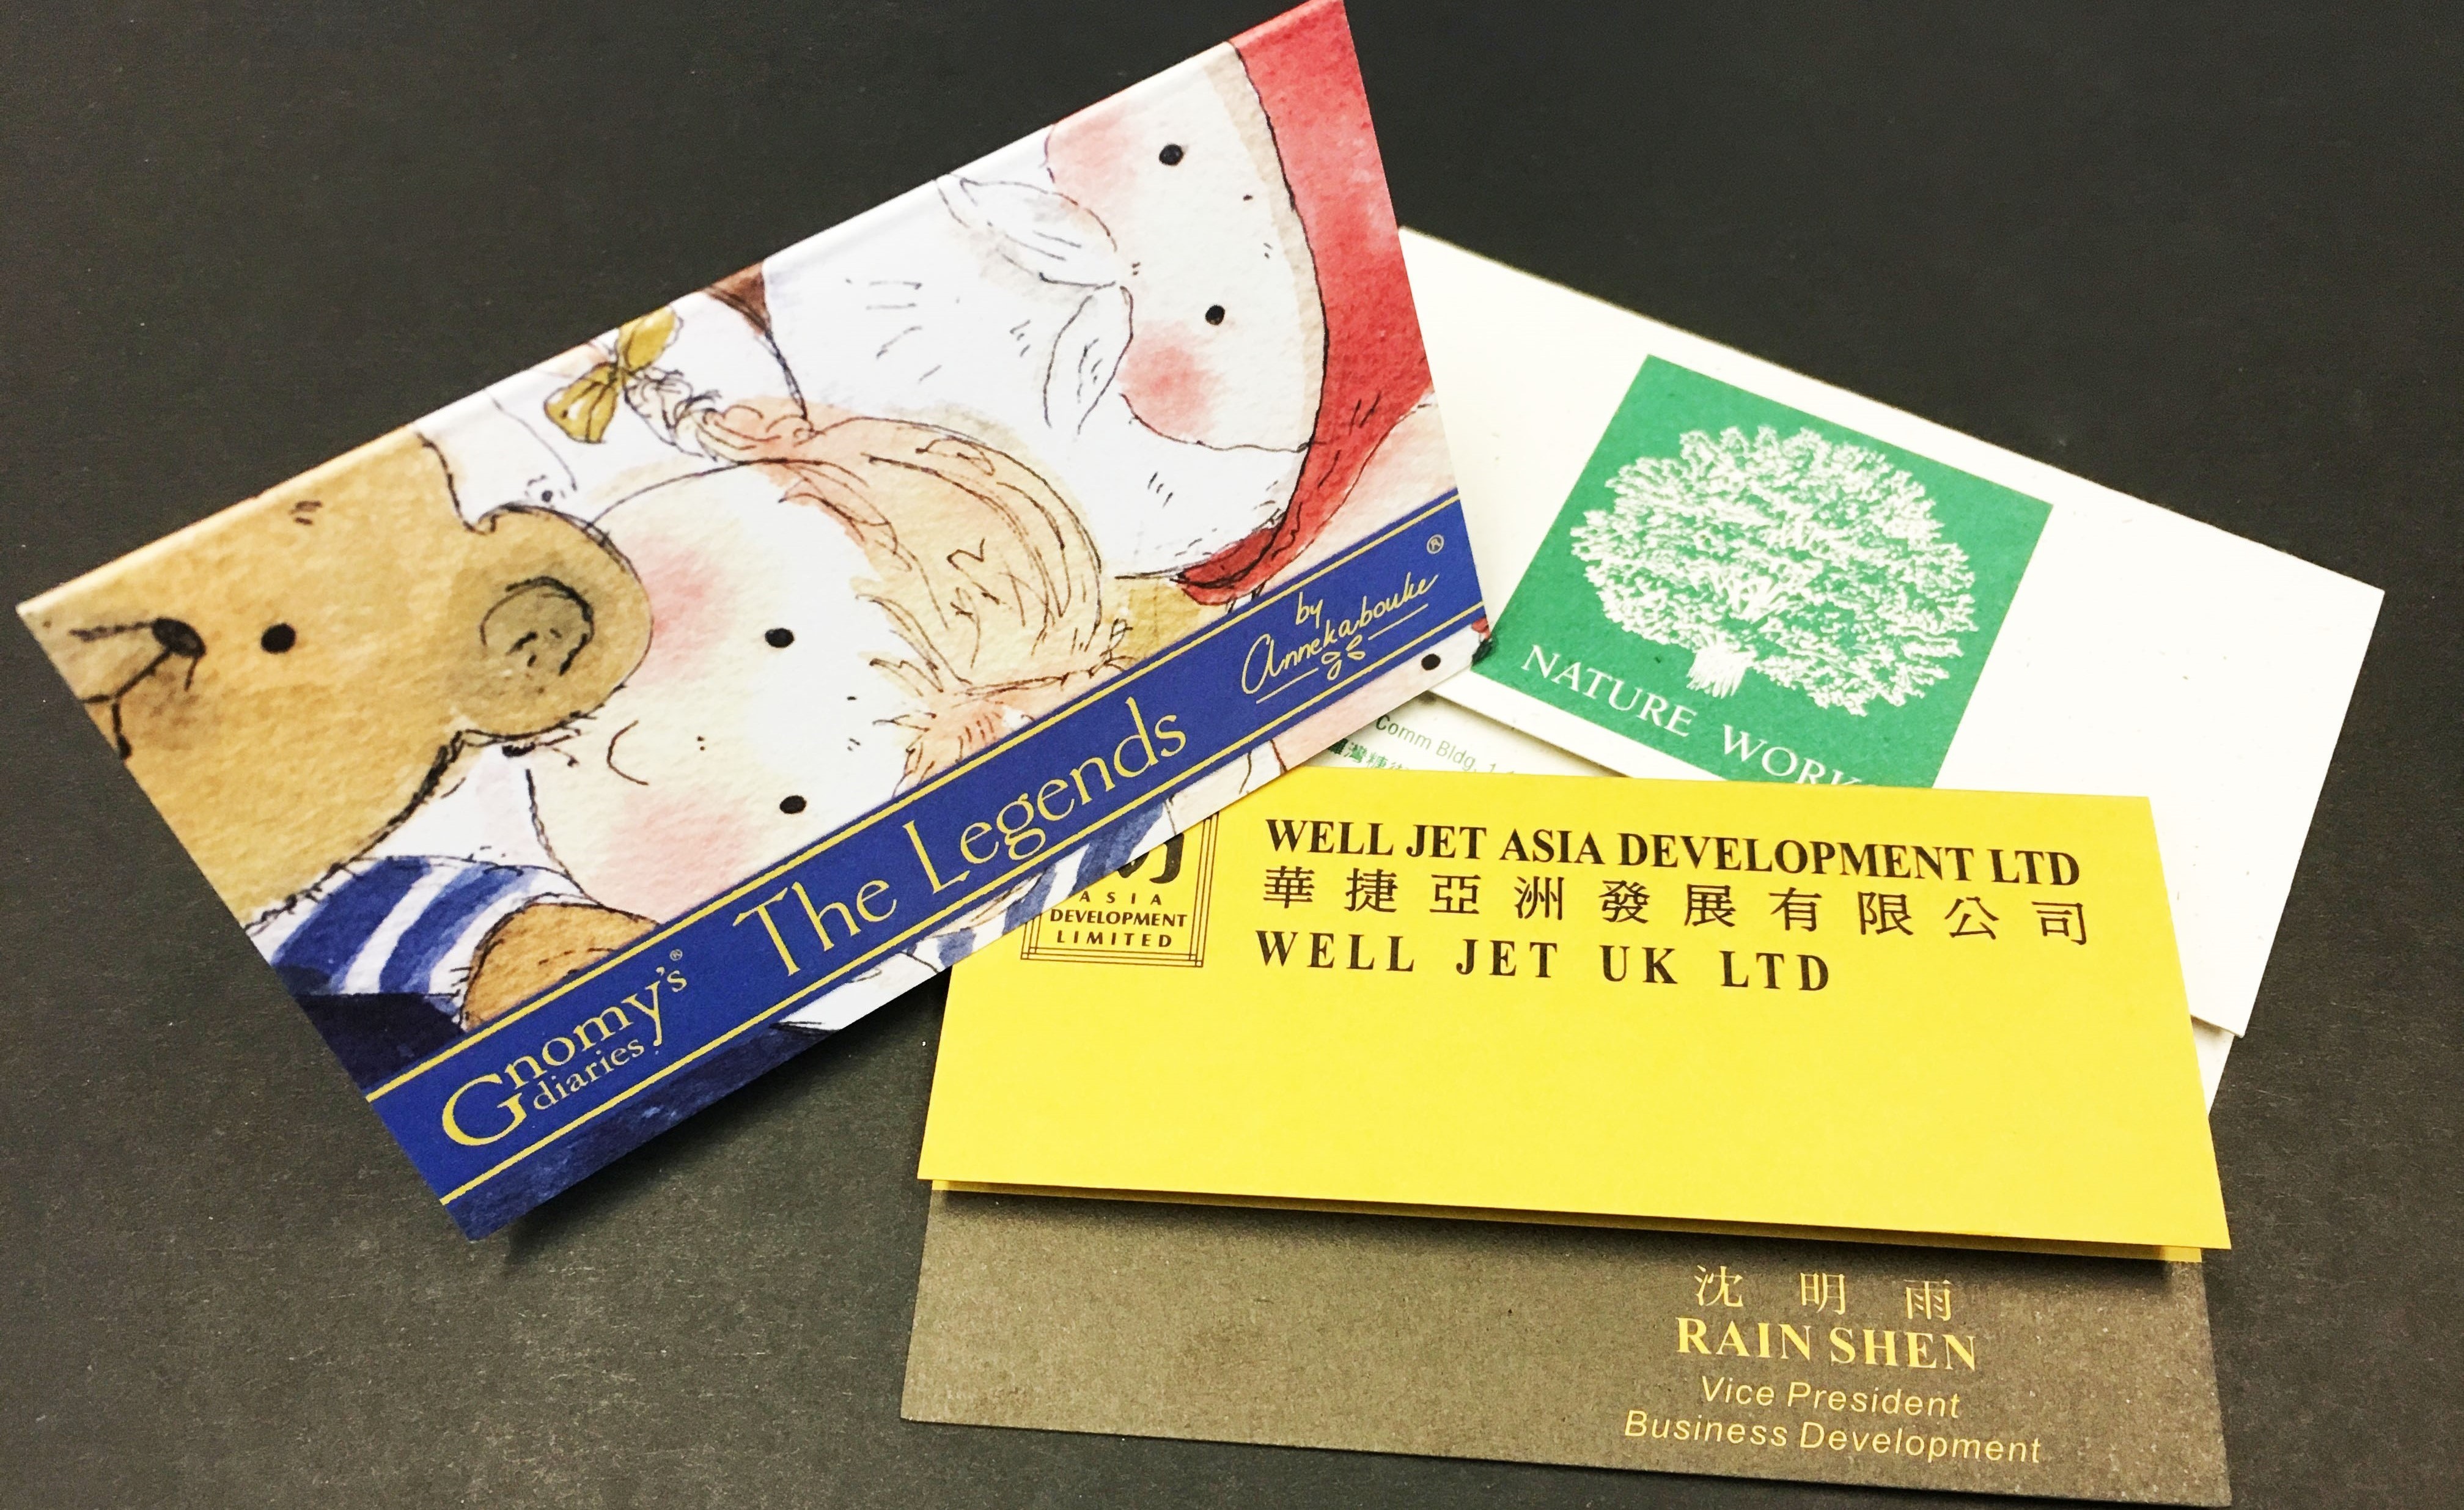 Gnomy's®
diaries
The Legends
by
Annekabouke
®
NATURE WORK
Comm Bldg, 1
ASIA
DEVELOPMENT
LIMITED
WELL JET ASIA DEVELOPMENT LTD
華捷亞洲發展有限公司
WELL JET UK LTD
沈明雨
RAIN SHEN
Vice President
Business Development